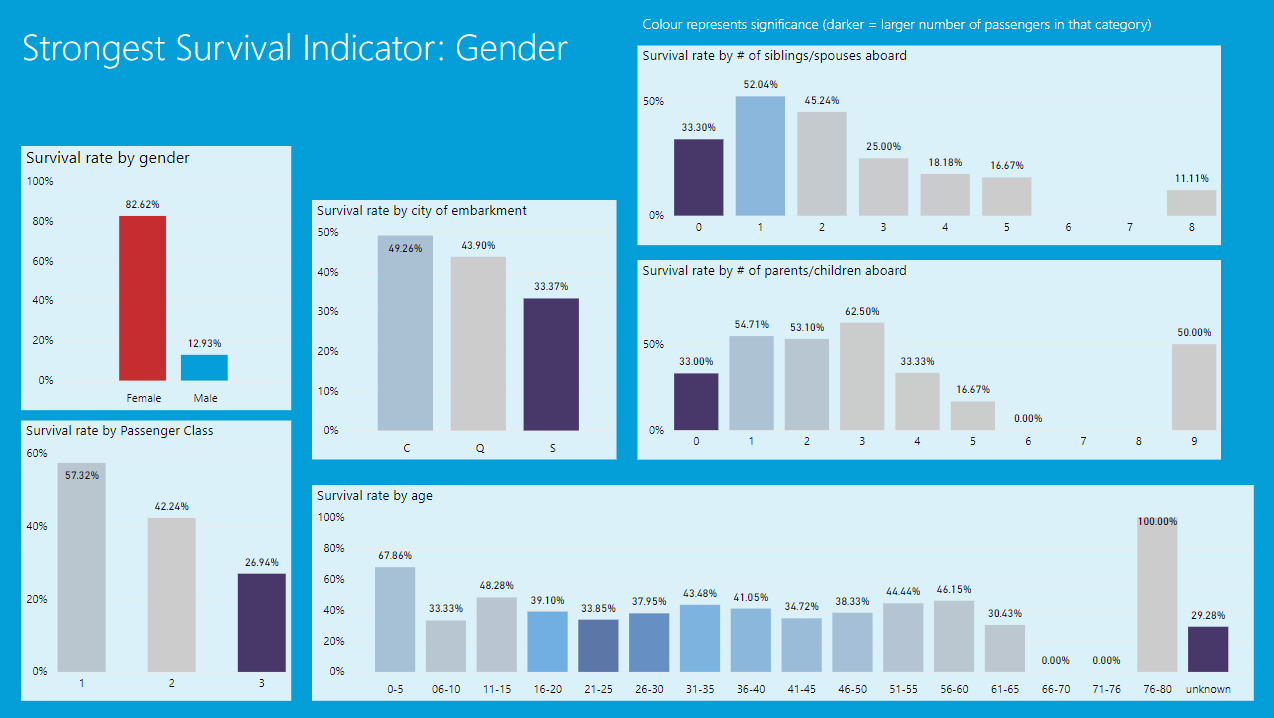 Strongest Survival Indicator: Gender
Colour represents significance (darker = larger number of passengers in that category)
Survival rate by gender
100%
80%
60%
40%
20%
0%
82.62%
12.93%
Female Male
Survival rate by Passenger Class
60%
40%
20%
0%
57.32%
42.24%
26.94%
1 2 3
Survival rate by city of embarkment
50%
40%
30%
20%
10%
0%
49.26% 43.90%
33.37%
C Q S
Survival rate by # of siblings/spouses aboard
50%
0%
33.30% 52.04% 45.24% 25.00% 18.18% 16.67% 11.11%
0 1 2 3 4 5 6 7 8
Survival rate by # of parents/children aboard
50%
0%
33.00% 54.71% 53.10% 62.50% 33.33% 16.67% 0.00% 50.00%
0 1 2 3 4 5 6 7 8 9
Survival rate by age
100%
80%
60%
40%
20%
0%
67.86% 33.33% 48.28% 39.10% 33.85% 37.95% 43.48% 41.05% 34.72% 38.33% 44.44% 46.15% 30.43% 0.00% 0.00% 100.00% 29.28%
0-5 06-10 11-15 16-20 21-25 26-30 31-35 36-40 41-45 46-50 51-55 56-60 61-65 66-70 71-76 76-80 unknown